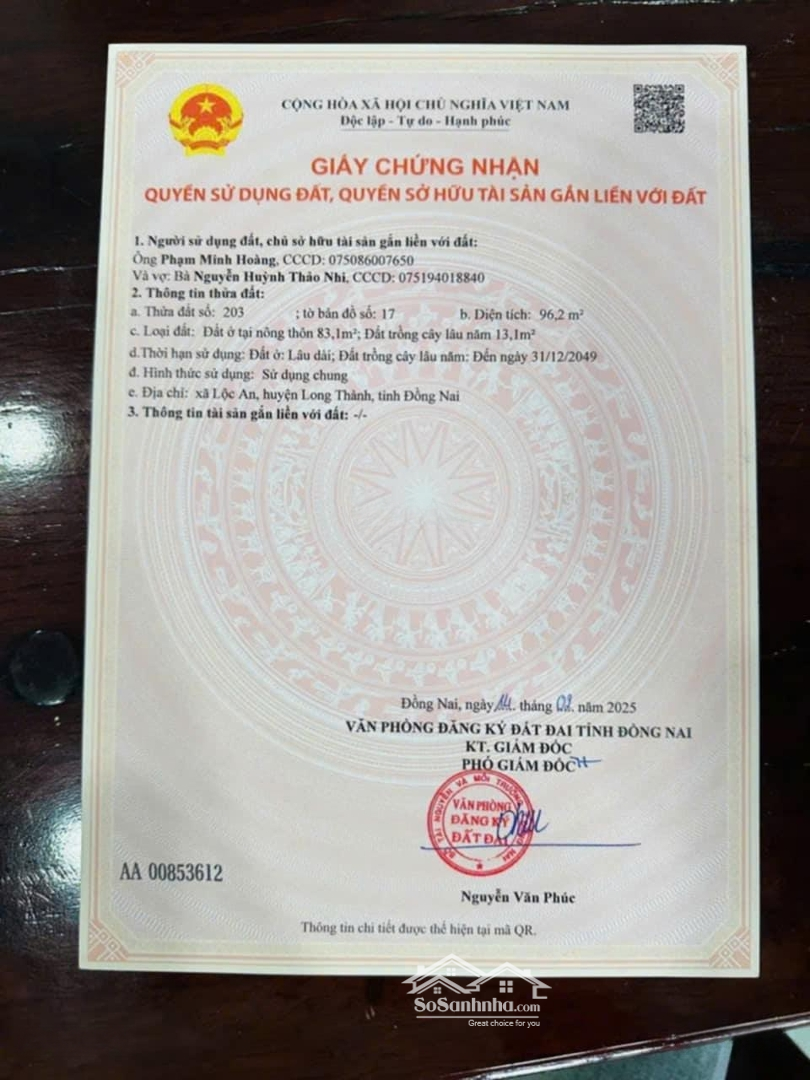 CỘNG HÒA XÃ HỘI CHỦ NGHĨA VIỆT NAM
Độc lập - Tự do - Hạnh phúc
GIẤY CHỨNG NHẬN
QUYỀN SỬ DỤNG ĐẤT, QUYỀN SỞ HỮU TÀI SẢN GẮN LIỀN VỚI ĐẤT
1. Người sử dụng đất, chủ sở hữu tài sản gắn liền với đất:
Ông Phạm Minh Hoàng, CCCD: 075086007650
Và vợ: Bà Nguyễn Huỳnh Thảo Nhi, CCCD: 075194018840
2. Thông tin thửa đất:
a. Thửa đất số: 203 ; tờ bản đồ số: 17 b. Diện tích: 96,2 m²
c. Loại đất: Đất ở tại nông thôn 83,1m²; Đất trồng cây lâu năm 13,1m²
d.Thời hạn sử dụng: Đất ở: Lâu dài; Đất trồng cây lâu năm: Đến ngày 31/12/2049
đ. Hình thức sử dụng: Sử dụng chung
e. Địa chỉ: xã Lộc An, huyện Long Thành, tỉnh Đồng Nai
3. Thông tin tài sản gắn liền với đất: -/-
Đồng Nai, ngày 14. tháng 02. năm 2025
VĂN PHÒNG ĐĂNG KÝ ĐẤT ĐAI TỈNH ĐỒNG NAI
KT. GIÁM ĐỐC
PHÓ GIÁM ĐỐC
VĂN PHÒNG
ĐĂNG KÝ
ĐẤT ĐAI
AA 00853612
Nguyễn Văn Phúc
Thông tin chi tiết được thể hiện tại mã QR.
SoSanhnha.com
Great choice for you